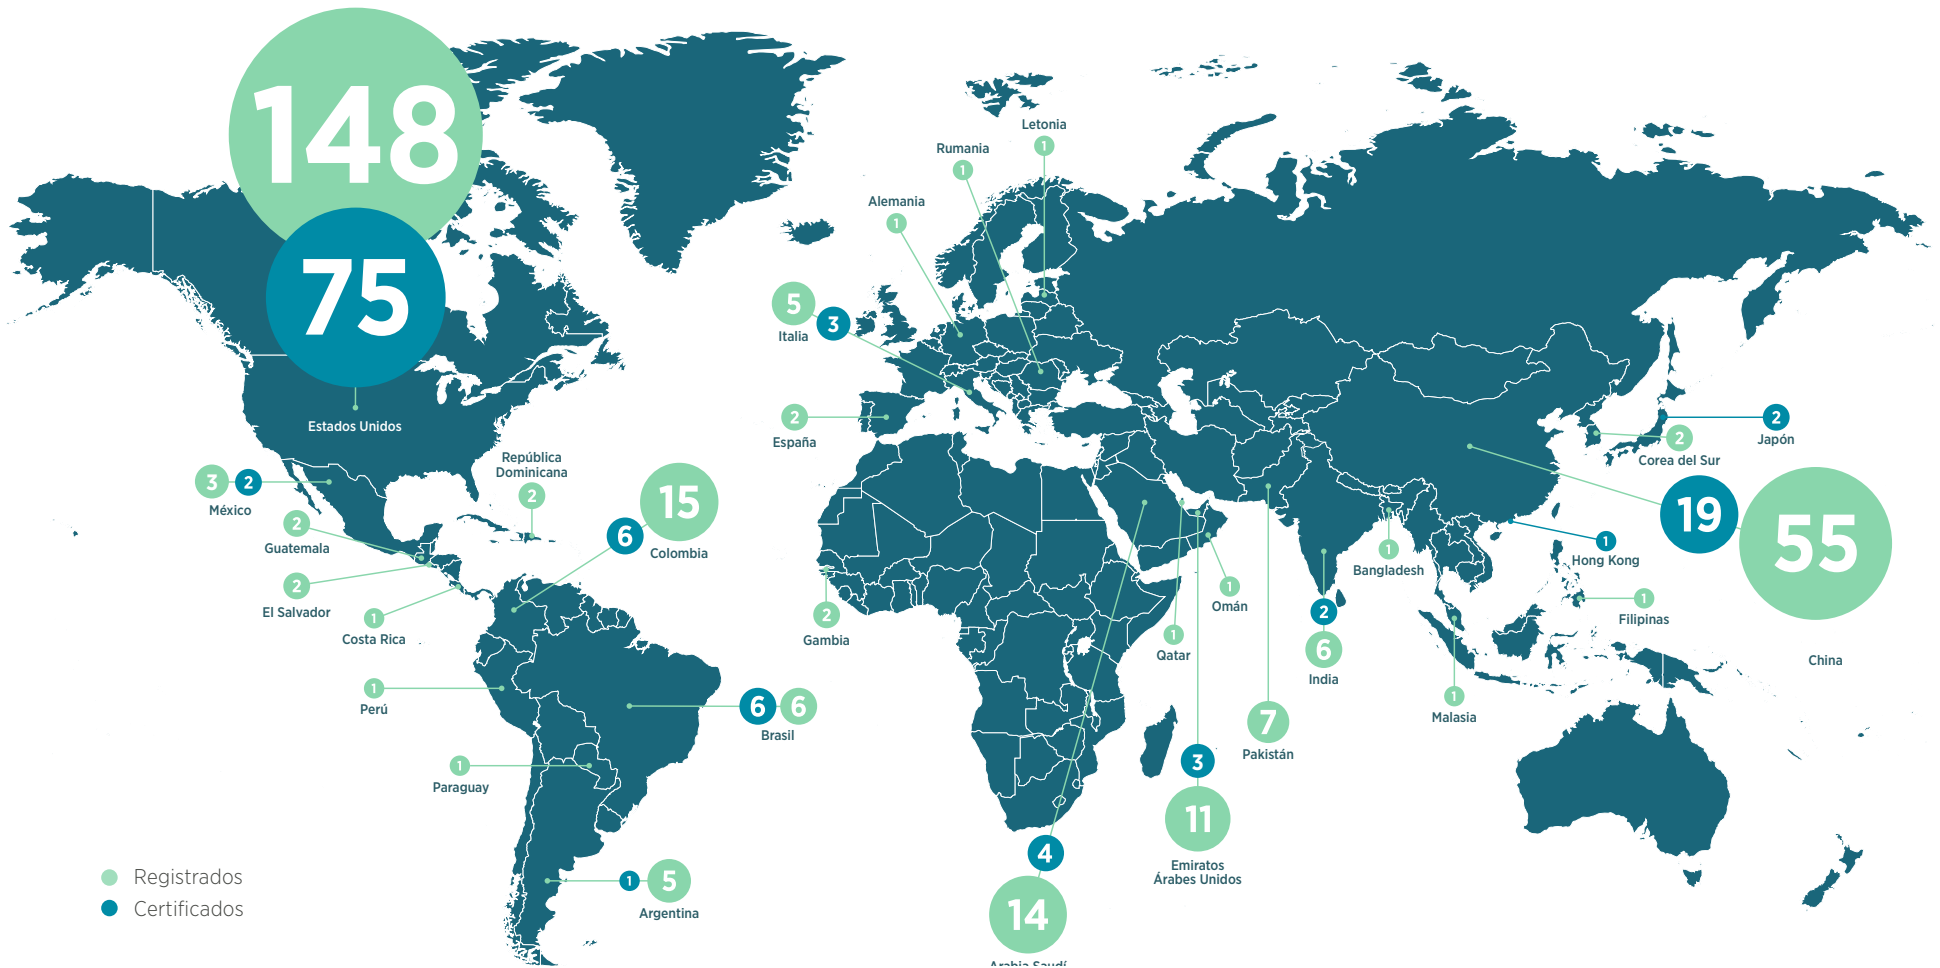 148
75
Estados Unidos
3
2
México
2
Guatemala
2
El Salvador
1
Costa Rica
República
Dominicana
2
15
6
Colombia
1
Perú
6
6
Brasil
1
Paraguay
1
5
Argentina
Registrados
Certificados
Letonia
1
Rumania
1
Alemania
1
5
3
Italia
2
España
2
Gambia
4
14
Arabia Saudí
1
Qatar
3
11
Emiratos
Árabes Unidos
1
Omán
7
Pakistán
2
6
India
1
Bangladesh
1
Malasia
1
Filipinas
1
Hong Kong
2
Japón
2
Corea del Sur
19
55
China